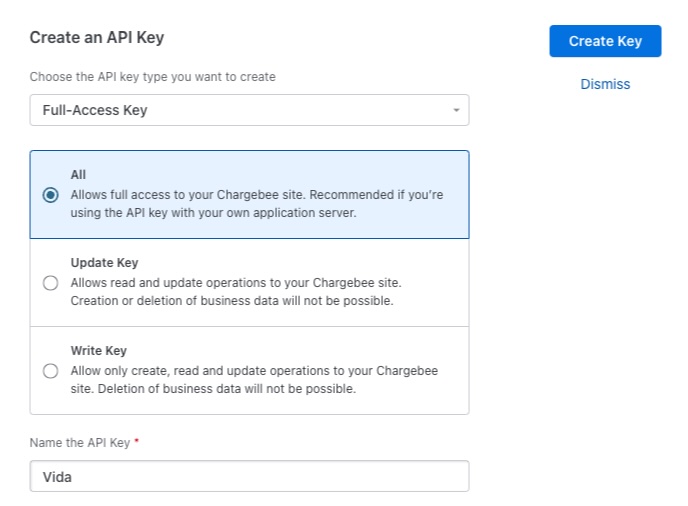 Create an API Key
Create Key
Choose the API key type you want to create
Dismiss
Full-Access Key
All
Allows full access to your Chargebee site. Recommended if you're
using the API key with your own application server.
Update Key
Allows read and update operations to your Chargebee site.
Creation or deletion of business data will not be possible.
Write Key
Allow only create, read and update operations to your Chargebee
site. Deletion of business data will not be possible.
Name the API Key *
Vida